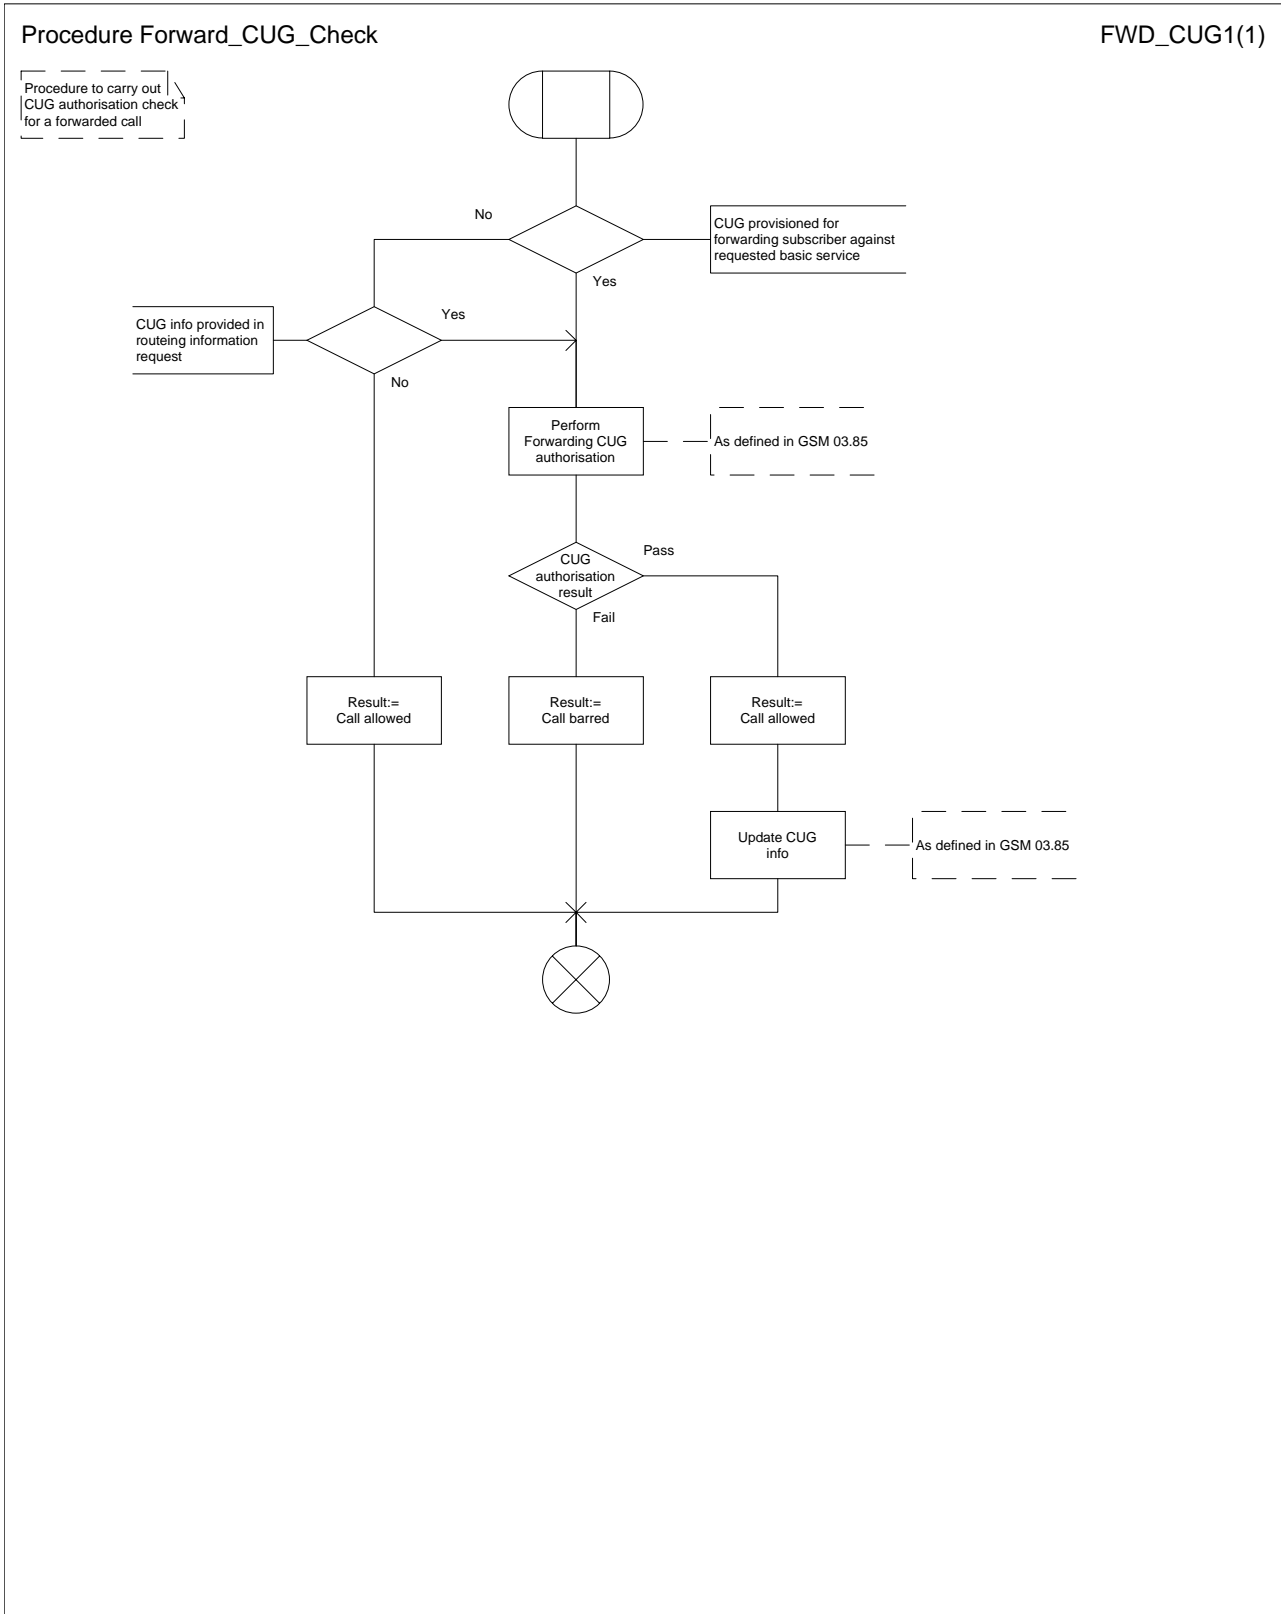 Procedure Forward_CUG_Check
FWD_CUG1(1)
Procedure to carry out
CUG authorisation check
for a forwarded call
No
CUG provisioned for
forwarding subscriber against
requested basic service
Yes
CUG info provided in
routeing information
request
Yes
No
Perform
Forwarding CUG
authorisation
As defined in GSM 03.85
CUG
authorisation
result
Pass
Fail
Result:=
Call allowed
Result:=
Call barred
Result:=
Call allowed
Update CUG
info
As defined in GSM 03.85